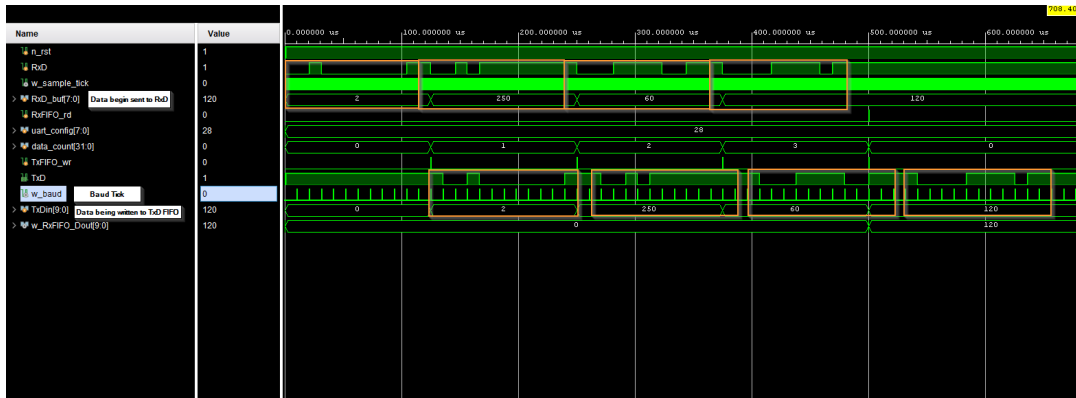 708.40
Name Value
0.000000 us 100.000000 us 200.000000 us 300.000000 us 400.000000 us 500.000000 us 600.000000 us
n_rst 1
RxD 1
w_sample_tick 0
RxD_buf[7:0] Data begin sent to RxD 120 2 250 60 120
RxFIFO_rd 0
uart_config[7:0] 28 28
data_count[31:0] 0 0 1 2 3 0
TxFIFO_wr 0
TxD 1
w_baud Baud Tick 0
TxDin[9:0] Data being written to TxD FIFO 120 0 2 250 60 120
w_RxFIFO_Dout[9:0] 120 0 120